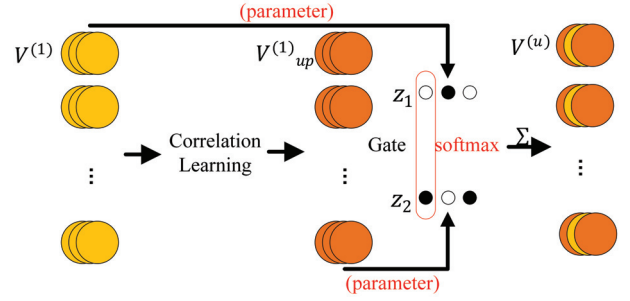 (parameter)
V^(1)
V^(1)_up
V^(u)
z_1
Gate
softmax
Σ
Correlation
Learning
...
...
...
z_2
(parameter)